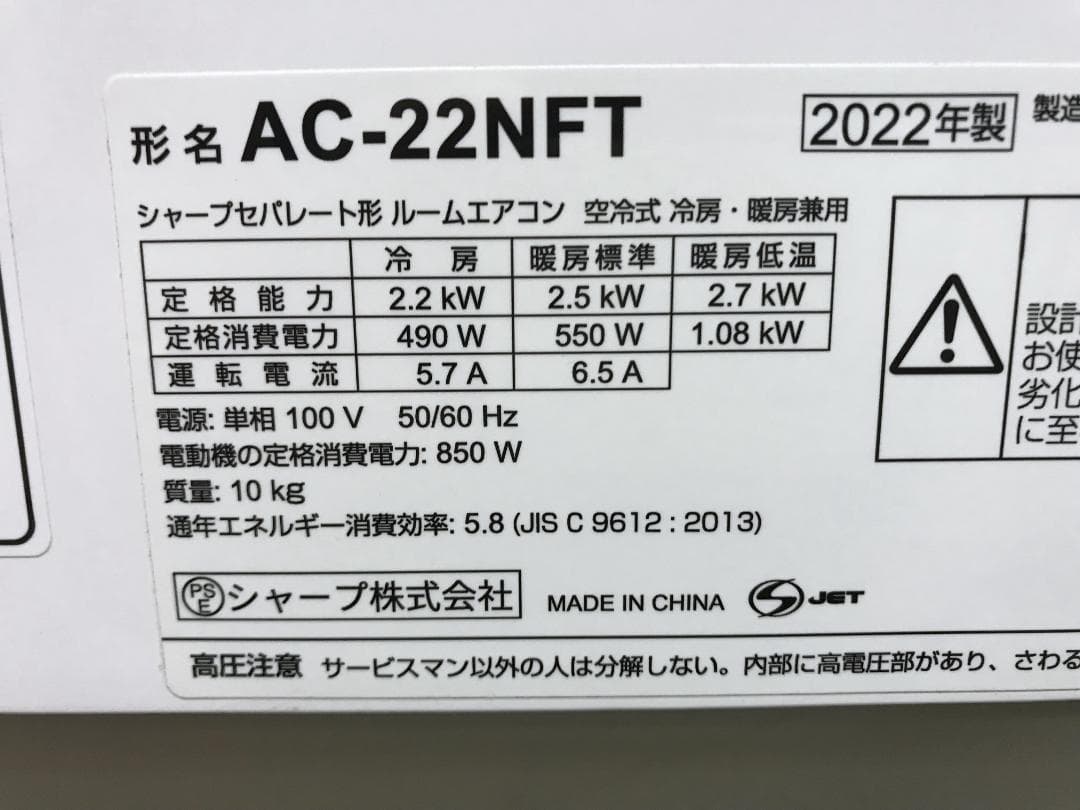 形名 AC-22NFT 2022年製 製造
シャープセパレート形 ルームエアコン 空冷式 冷房・暖房兼用
冷房 暖房標準 暖房低温
定格能力 2.2 kW 2.5 kW 2.7 kW
定格消費電力 490 W 550 W 1.08 kW
運転電流 5.7 A 6.5 A
電源: 単相 100 V 50/60 Hz
電動機の定格消費電力: 850 W
質量: 10 kg
通年エネルギー消費効率: 5.8 (JIS C 9612 : 2013)
PSE シャープ株式会社 MADE IN CHINA S JET
設計
お使
劣化
に至
高圧注意 サービスマン以外の人は分解しない。内部に高電圧部があり、さわる